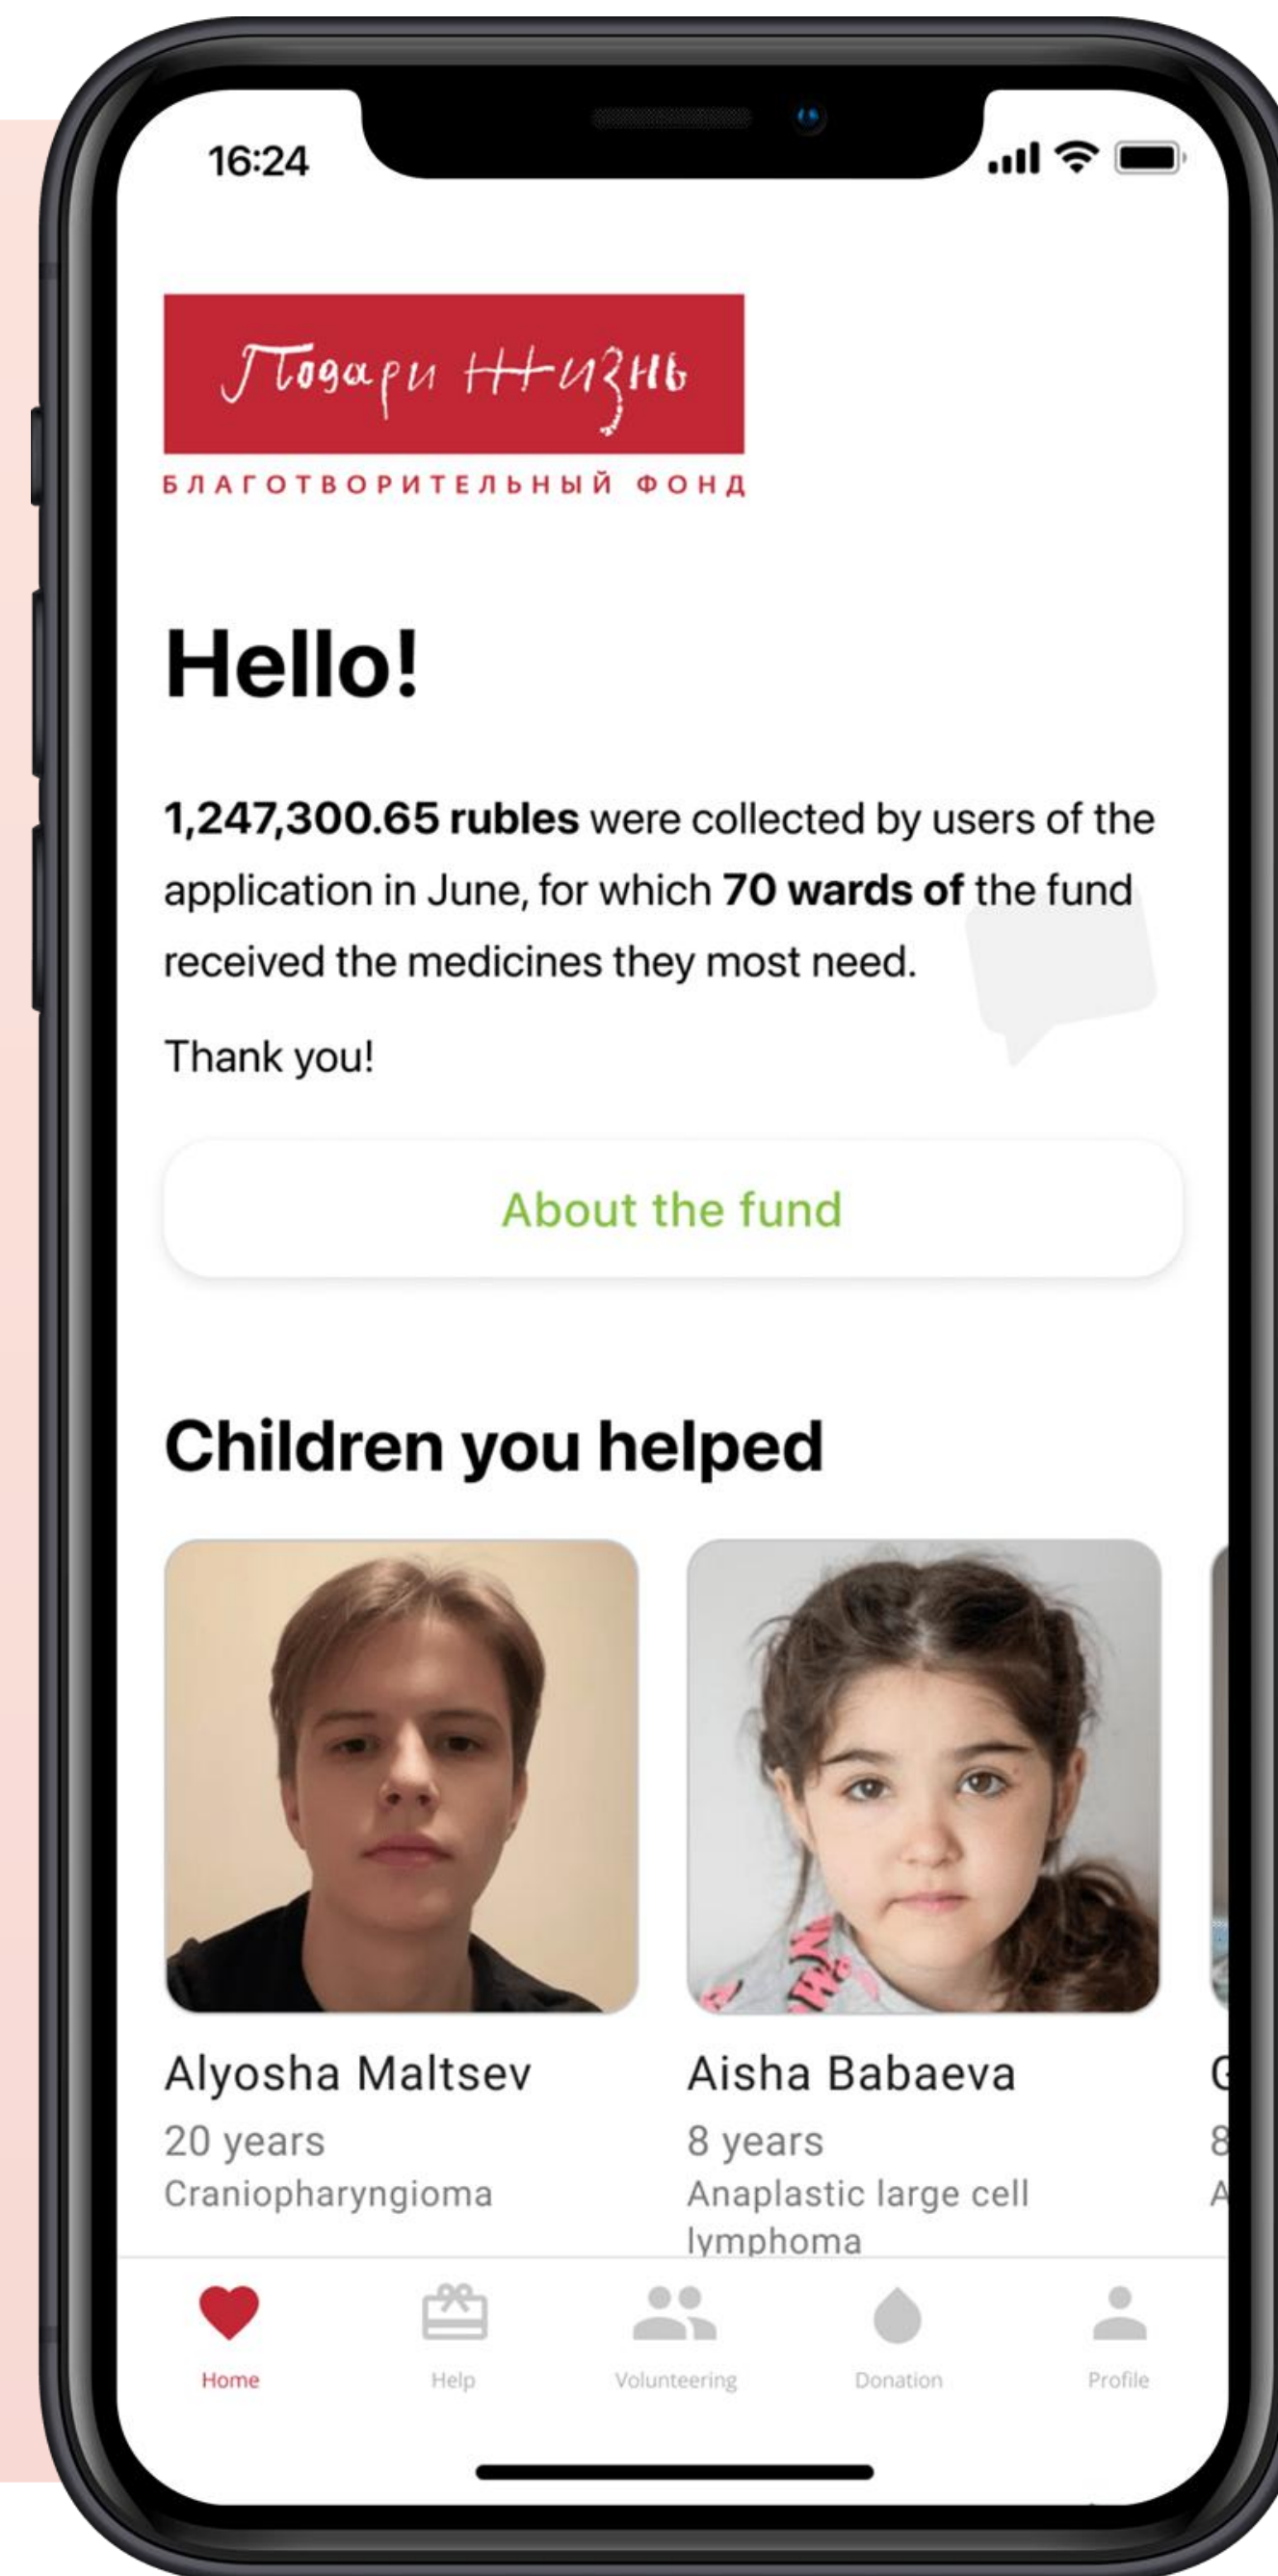 16:24
Подари Жизнь
БЛАГОТВОРИТЕЛЬНЫЙ ФОНД
Hello!
1,247,300.65 rubles were collected by users of the
application in June, for which 70 wards of the fund
received the medicines they most need.
Thank you!
About the fund
Children you helped
Alyosha Maltsev
20 years
Craniopharyngioma
Aisha Babaeva
8 years
Anaplastic large cell
lymphoma
8
A
Home
Help
Volunteering
Donation
Profile